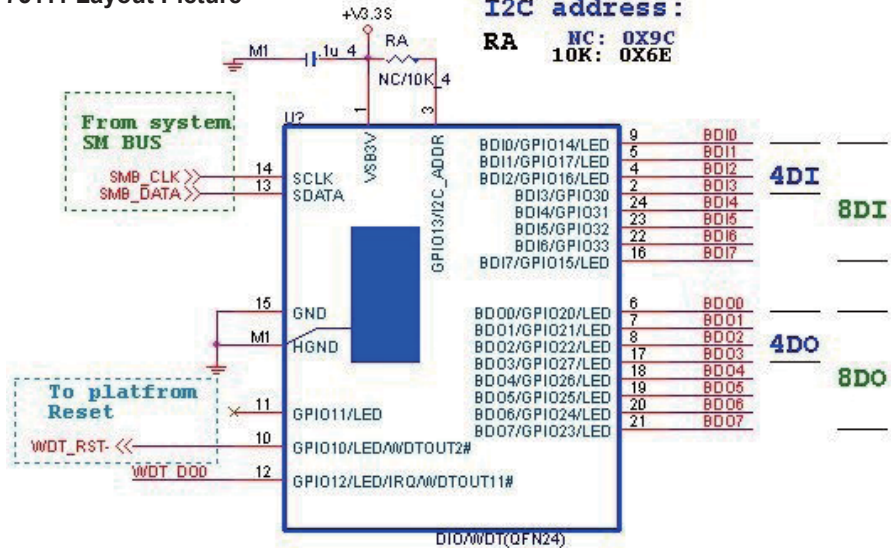 75111 Layout Picture
I2C address:
RA NC: 0X9C
10K: 0X6E
+V3.3S
M1 .1u_4 RA
NC/10K_4
From system
SM BUS
SMB_CLK
SMB_DATA
14 SCLK
13 SDATA
U?
1 VSB3V
3 GPIO13/I2C_ADDR
BDI0/GPIO14/LED 9 BDI0
BDI1/GPIO17/LED 5 BDI1
BDI2/GPIO16/LED 4 BDI2
BDI3/GPIO30 2 BDI3
BDI4/GPIO31 24 BDI4
BDI5/GPIO32 23 BDI5
BDI6/GPIO33 22 BDI6
BDI7/GPIO15/LED 16 BDI7
4DI
8DI
15 GND
M1 HGND
BDO0/GPIO20/LED 6 BDO0
BDO1/GPIO21/LED 7 BDO1
BDO2/GPIO22/LED 8 BDO2
BDO3/GPIO27/LED 17 BDO3
BDO4/GPIO26/LED 18 BDO4
BDO5/GPIO25/LED 19 BDO5
BDO6/GPIO24/LED 20 BDO6
BDO7/GPIO23/LED 21 BDO7
4DO
8DO
To platfrom
Reset
WDT_RST-
WDT_DO0
11 GPIO11/LED
10 GPIO10/LED/WDTOUT2#
12 GPIO12/LED/IRQ/WDTOUT11#
DIO/WDT(QFN24)